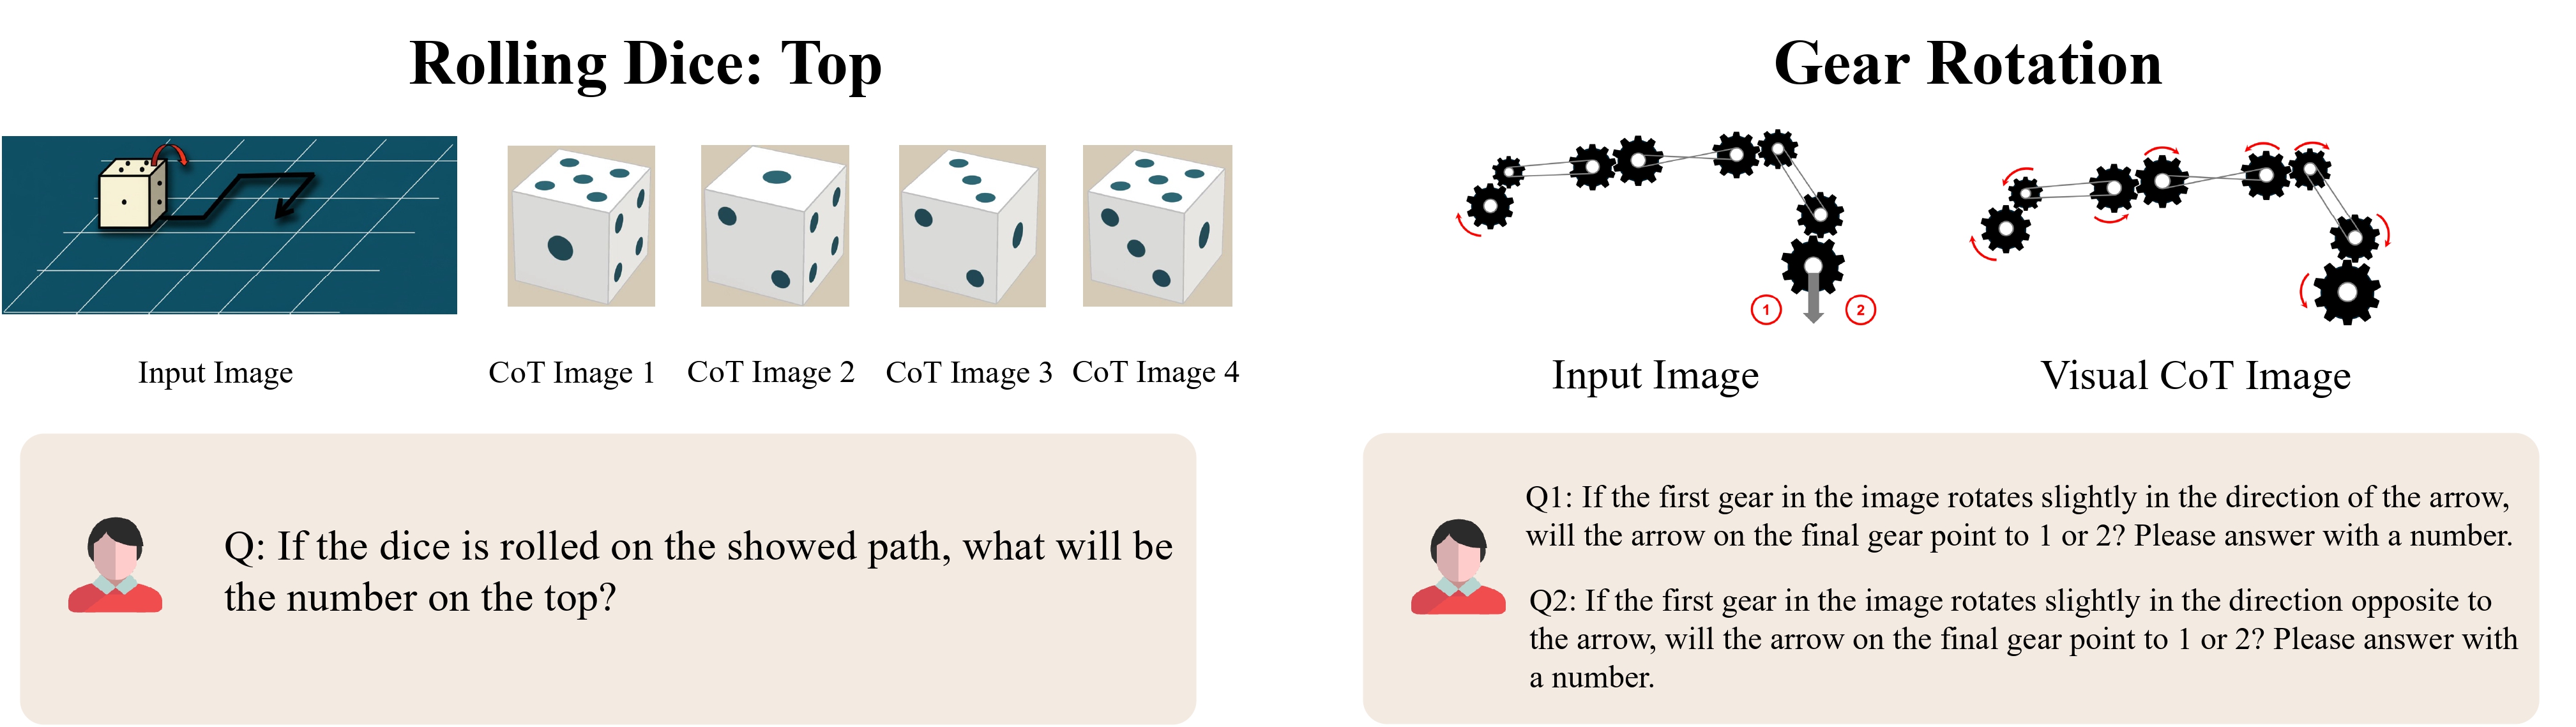 Rolling Dice: Top
Input Image
CoT Image 1
CoT Image 2
CoT Image 3
CoT Image 4
Q: If the dice is rolled on the showed path, what will be
the number on the top?
Gear Rotation
1
2
Input Image
Visual CoT Image
Q1: If the first gear in the image rotates slightly in the direction of the arrow,
will the arrow on the final gear point to 1 or 2? Please answer with a number.
Q2: If the first gear in the image rotates slightly in the direction opposite to
the arrow, will the arrow on the final gear point to 1 or 2? Please answer with
a number.